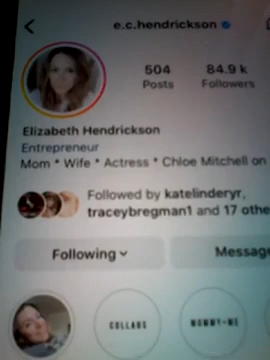 e.c.hendrickson
504 84.9 k
Posts Followers
Elizabeth Hendrickson
Entrepreneur
Mom * Wife * Actress * Chloe Mitchell on
Followed by katelinderyr,
traceybregman1 and 17 othe
Following Message
COLLABS MOMMY-ME